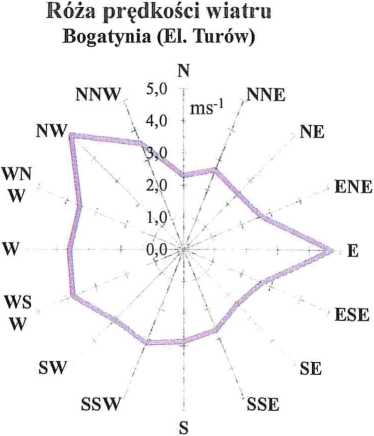 Róża prędkości wiatru
Bogatynia (El. Turów)
N
NNW
5,0
NNE
ms-1
4,0
NW
3,0
NE
WN
W
2,0
ENE
1,0
W
0,0
E
WS
W
ESE
SW
SE
SSW
SSE
S